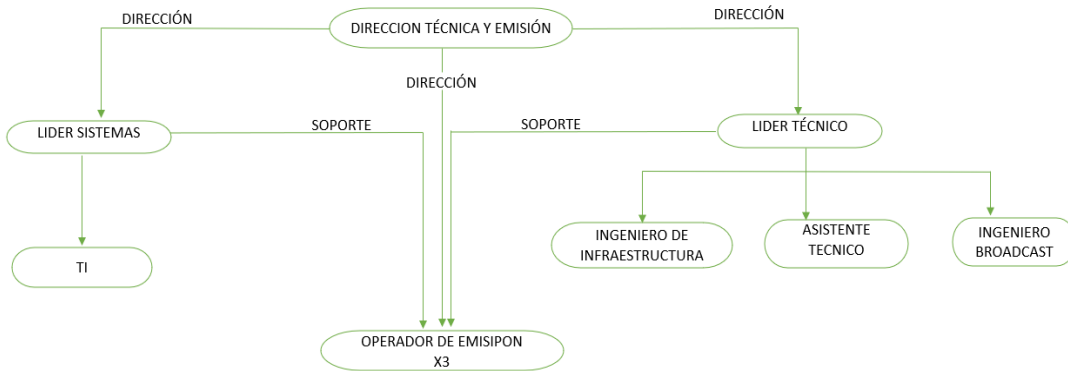 DIRECCIÓN
DIRECCION TÉCNICA Y EMISIÓN
DIRECCIÓN
DIRECCIÓN
LIDER SISTEMAS
SOPORTE
SOPORTE
LIDER TÉCNICO
INGENIERO DE
INFRAESTRUCTURA
ASISTENTE
TECNICO
INGENIERO
BROADCAST
TI
OPERADOR DE EMISIPON
X3